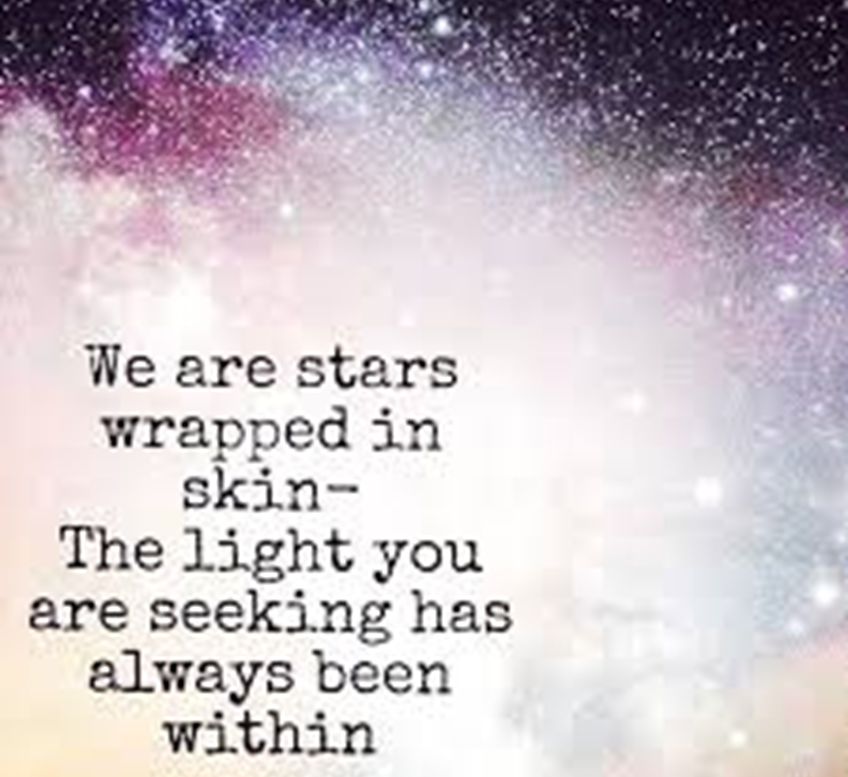 We are stars
wrapped in
skin-
The light you
are seeking has
always been
within